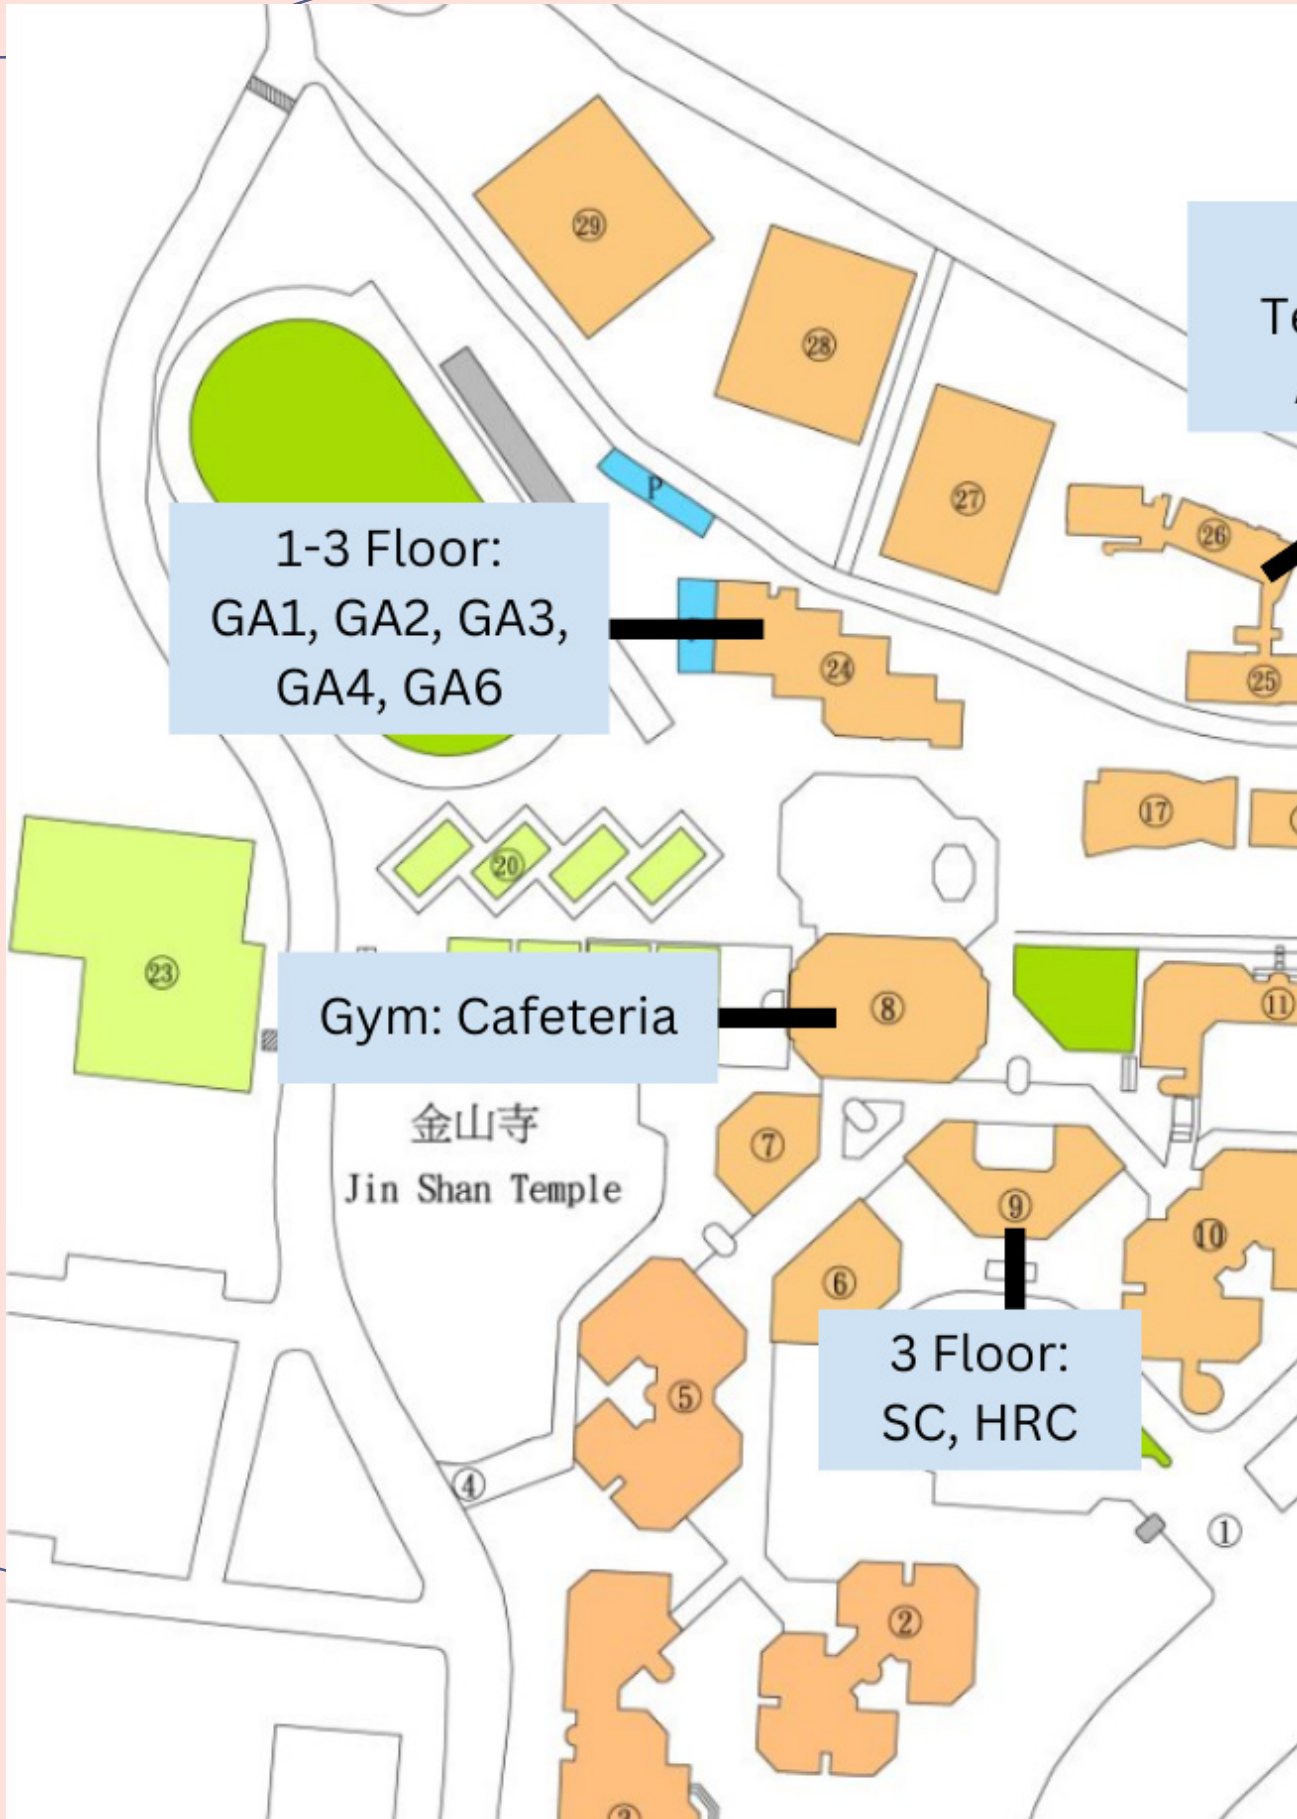 ㉙
㉘
Te
㉗
㉖
P
1-3 Floor:
GA1, GA2, GA3,
GA4, GA6
㉔
㉕
⑰
⑳
㉓
Gym: Cafeteria
⑧
⑪
金山寺
Jin Shan Temple
⑦
⑨
⑩
⑥
3 Floor:
SC, HRC
⑤
④
①
②
③